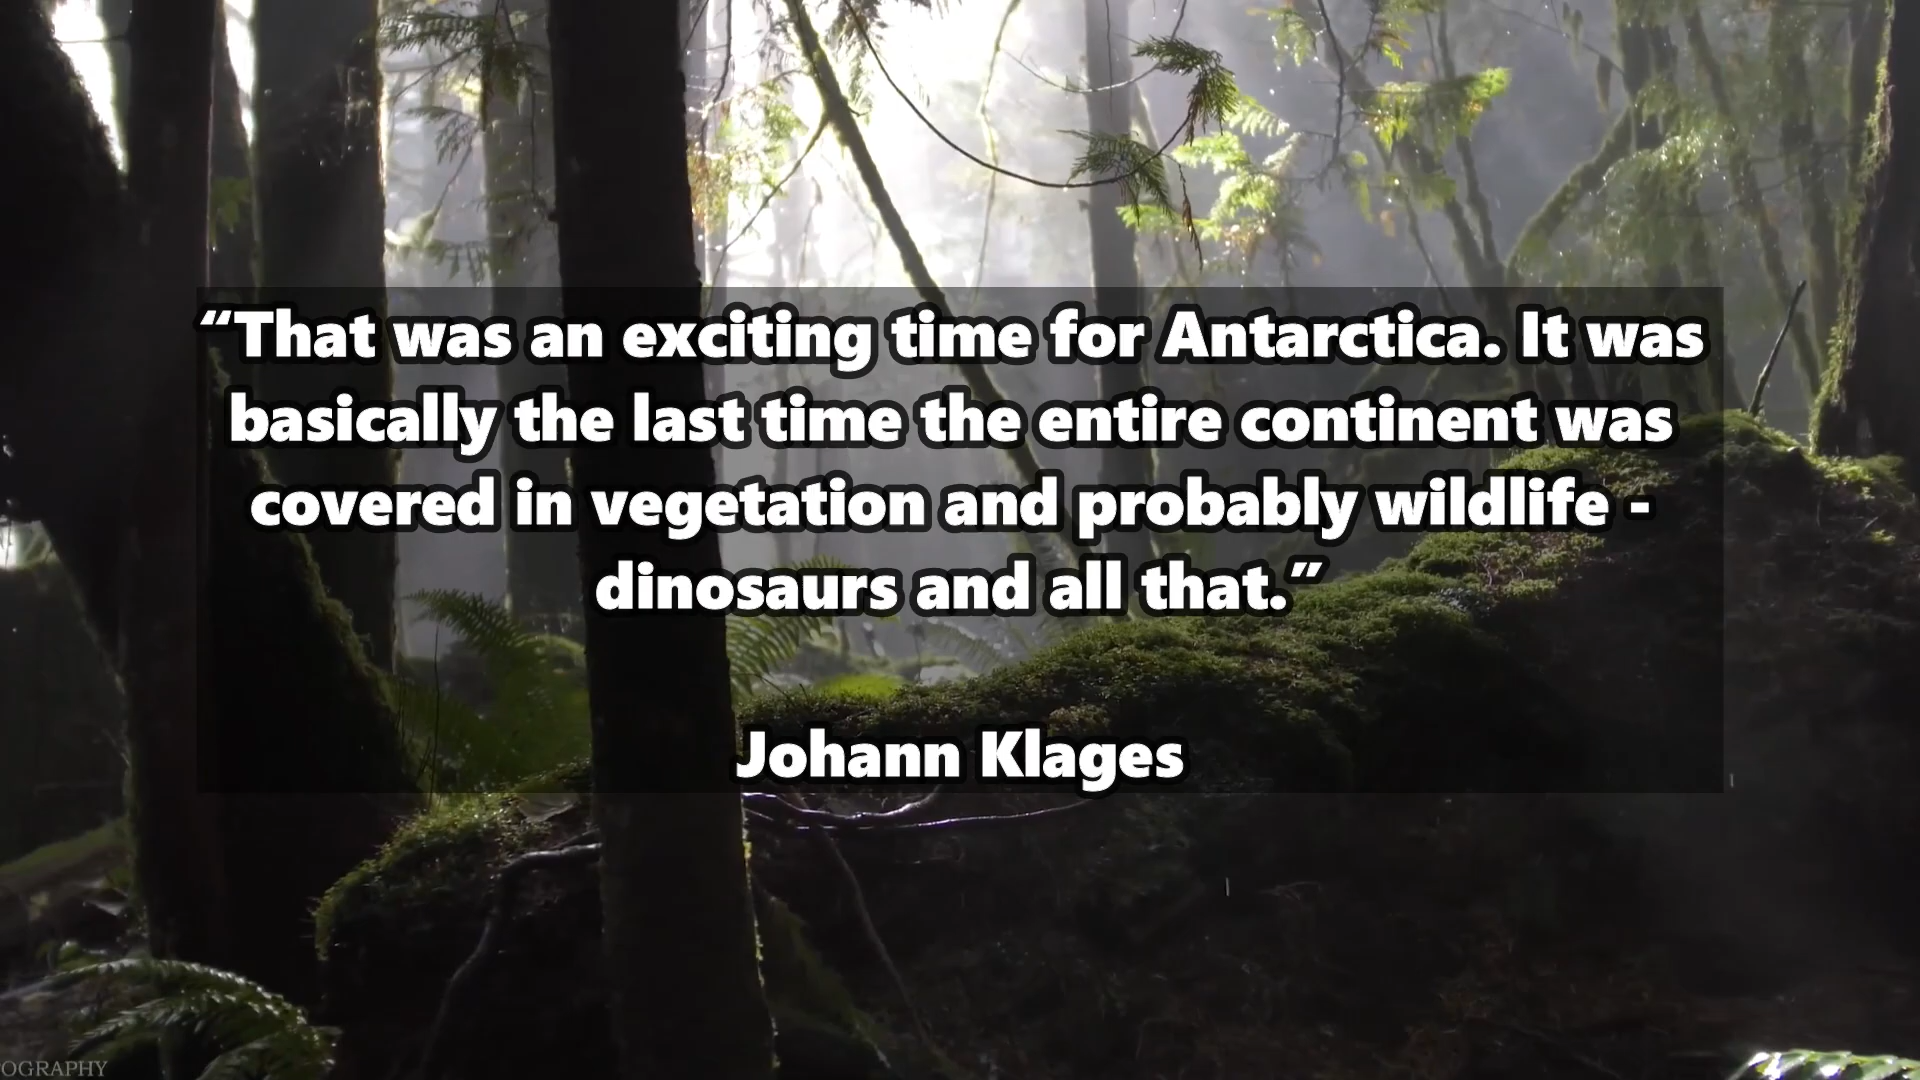 “That was an exciting time for Antarctica. It was
basically the last time the entire continent was
covered in vegetation and probably wildlife -
dinosaurs and all that.”
Johann Klages
OGRAPHY